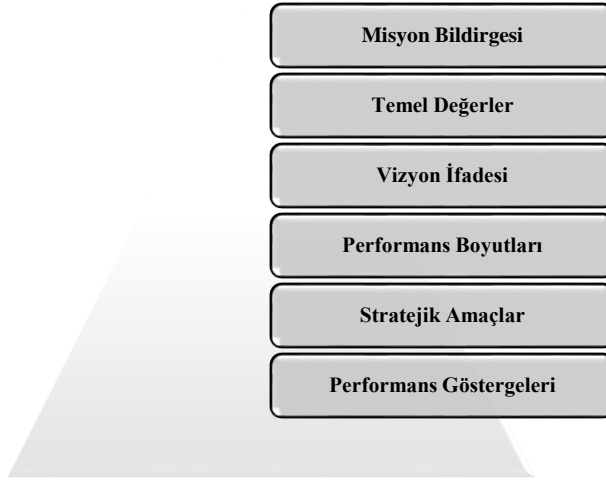 Misyon Bildirgesi
Temel Değerler
Vizyon İfadesi
Performans Boyutları
Stratejik Amaçlar
Performans Göstergeleri